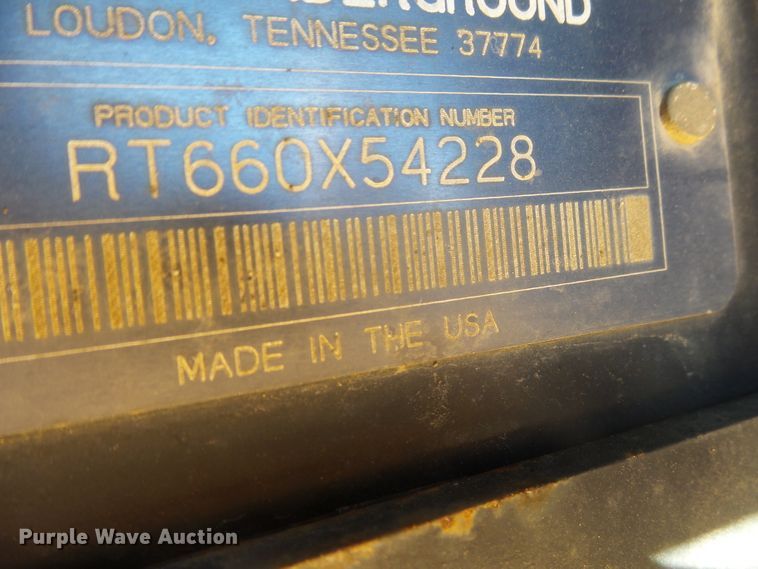 LOUDON, TENNESSEE 37774
PRODUCT IDENTIFICATION NUMBER
RT660X54228
MADE IN THE USA
Purple Wave Auction